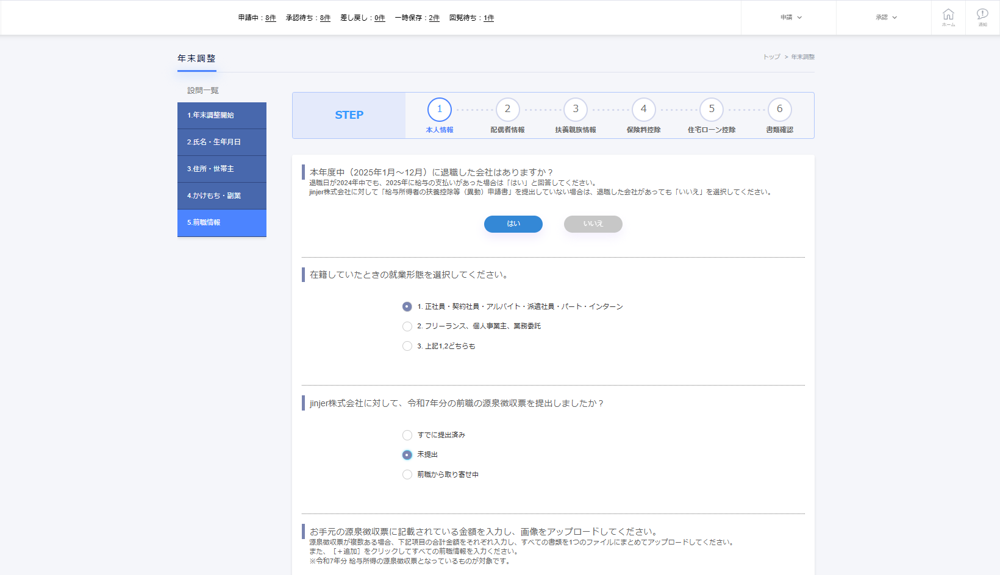 申請中：8件 承認待ち：8件 差し戻し：0件 一時保存：2件 回覧待ち：1件
申請
承認
ホーム
通知
年末調整
トップ > 年末調整
設問一覧
1.年末調整開始
2.氏名・生年月日
3.住所・世帯主
4.かけもち・副業
5.前職情報
STEP
1 2 3 4 5 6
本人情報 配偶者情報 扶養親族情報 保険料控除 住宅ローン控除 書類確認
本年度中（2025年1月～12月）に退職した会社はありますか？
退職日が2024年中でも、2025年に給与の支払いがあった場合は「はい」と回答してください。
jinjer株式会社に対して「給与所得者の扶養控除等（異動）申請書」を提出していない場合は、退職した会社があっても「いいえ」を選択してください。
はい いいえ
在籍していたときの就業形態を選択してください。
1. 正社員・契約社員・アルバイト・派遣社員・パート・インターン
2. フリーランス、個人事業主、業務委託
3. 上記1,2どちらも
jinjer株式会社に対して、令和7年分の前職の源泉徴収票を提出しましたか？
すでに提出済み
未提出
前職から取り寄せ中
お手元の源泉徴収票に記載されている金額を入力し、画像をアップロードしてください。
源泉徴収票が複数ある場合、下記項目の合計金額をそれぞれ入力し、すべての書類を1つのファイルにまとめてアップロードしてください。
また、［＋追加］をクリックしてすべての前職情報を入力ください。
※令和7年分 給与所得の源泉徴収票となっているものが対象です。